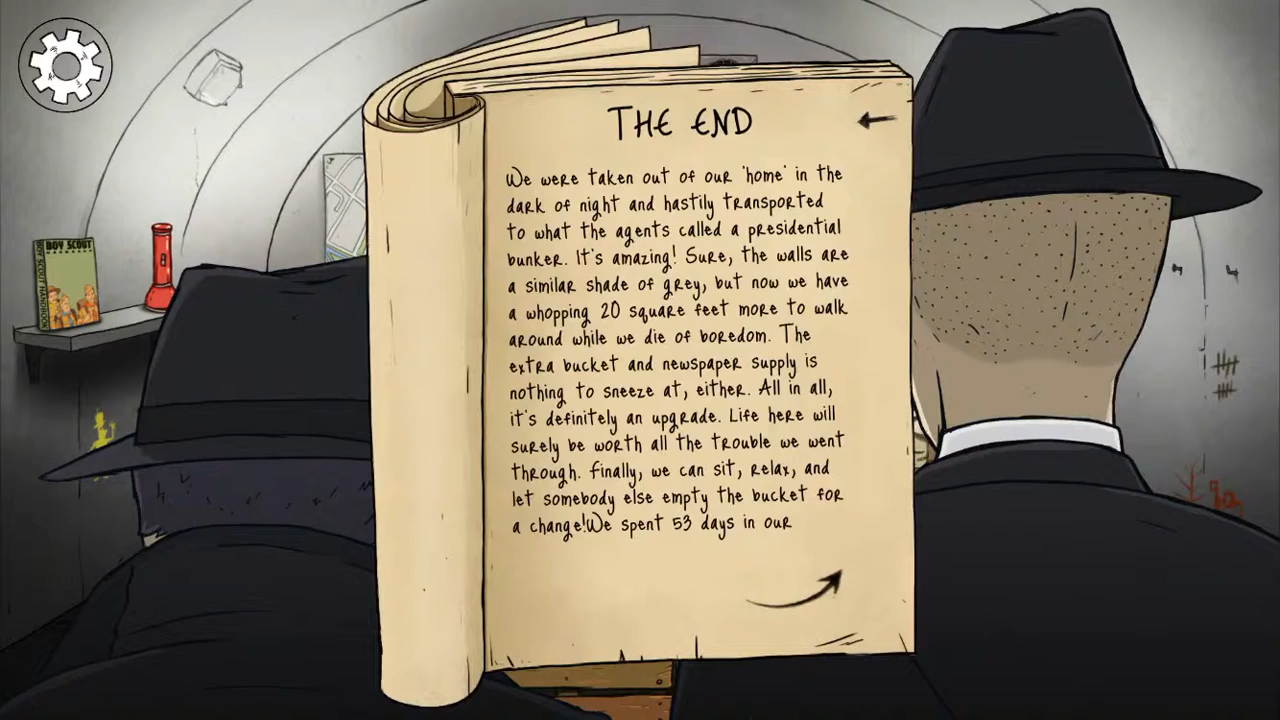 THE END
We were taken out of our 'home' in the
dark of night and hastily transported
to what the agents called a presidential
bunker. It's amazing! Sure, the walls are
a similar shade of grey, but now we have
a whopping 20 square feet more to walk
around while we die of boredom. The
extra bucket and newspaper supply is
nothing to sneeze at, either. All in all,
it's definitely an upgrade. Life here will
surely be worth all the trouble we went
through. Finally, we can sit, relax, and
let somebody else empty the bucket for
a change!We spent 53 days in our
BOY SCOUT
BOY SCOUT HANDBOOK